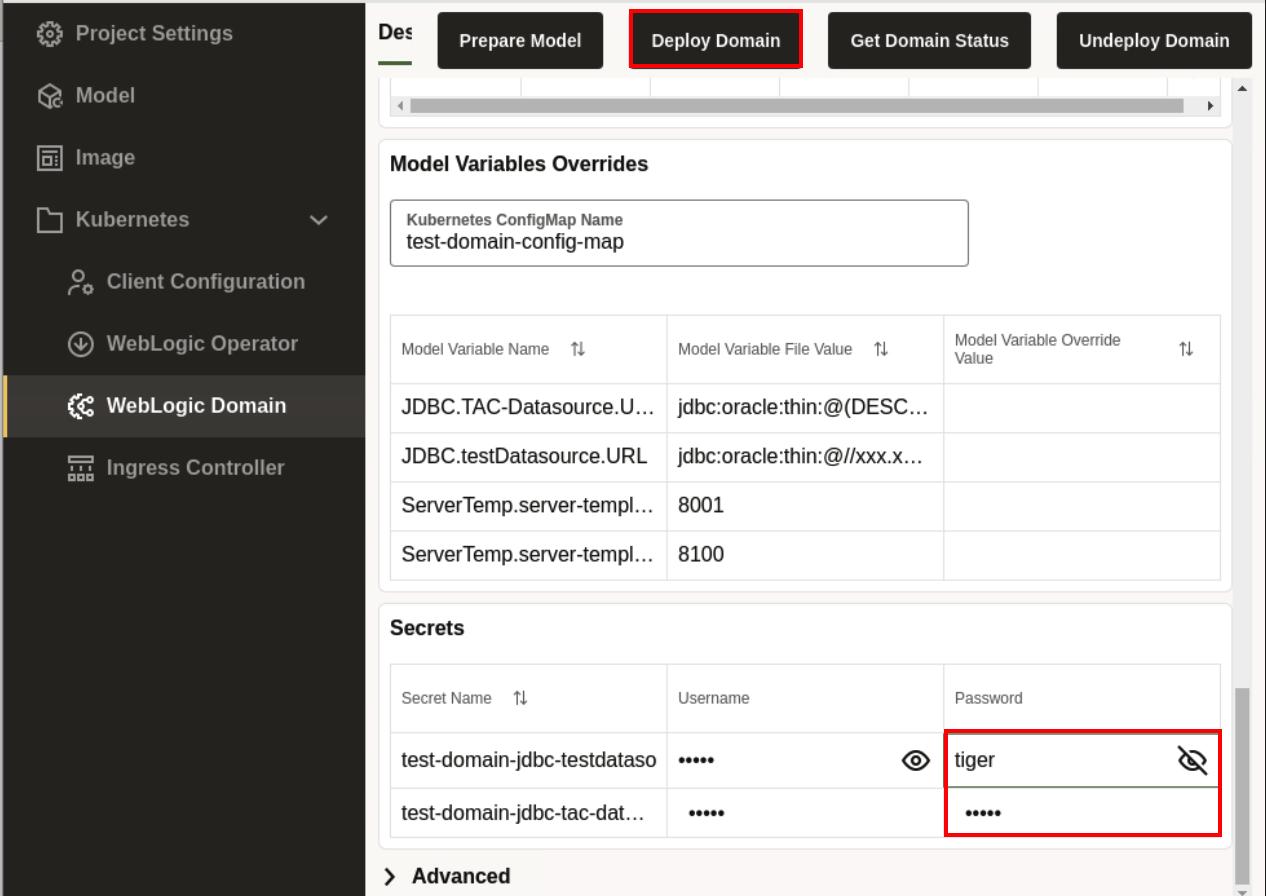 Project Settings
Model
Image
Kubernetes
Client Configuration
WebLogic Operator
WebLogic Domain
Ingress Controller
Des
Prepare Model
Deploy Domain
Get Domain Status
Undeploy Domain
Model Variables Overrides
Kubernetes ConfigMap Name
test-domain-config-map
Model Variable Name Model Variable File Value Model Variable Override
Value
JDBC.TAC-Datasource.U... jdbc:oracle:thin:@(DESC...
JDBC.testDatasource.URL jdbc:oracle:thin:@//xxx.x...
ServerTemp.server-templ... 8001
ServerTemp.server-templ... 8100
Secrets
Secret Name Username Password
test-domain-jdbc-testdataso ••••• tiger
test-domain-jdbc-tac-dat... ••••• •••••
Advanced